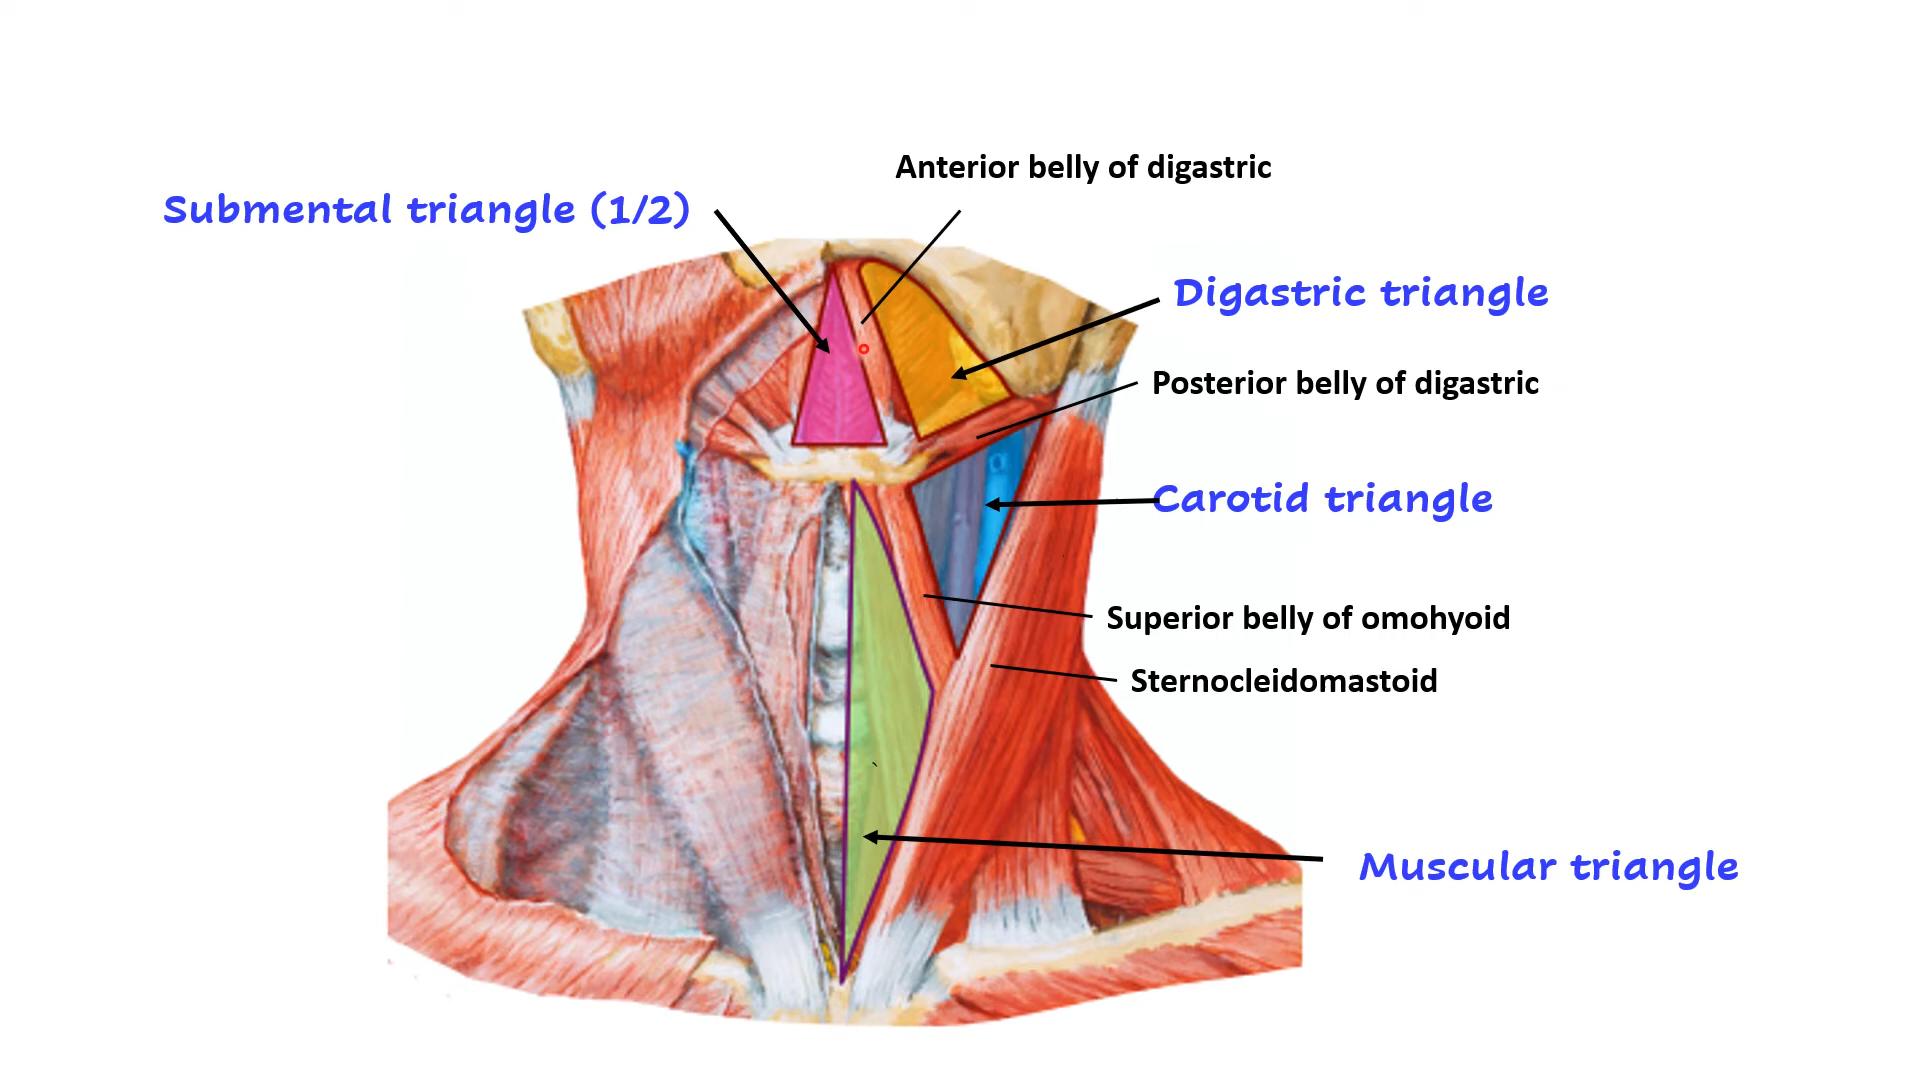 Anterior belly of digastric
Submental triangle (1/2)
Digastric triangle
Posterior belly of digastric
Carotid triangle
Superior belly of omohyoid
Sternocleidomastoid
Muscular triangle